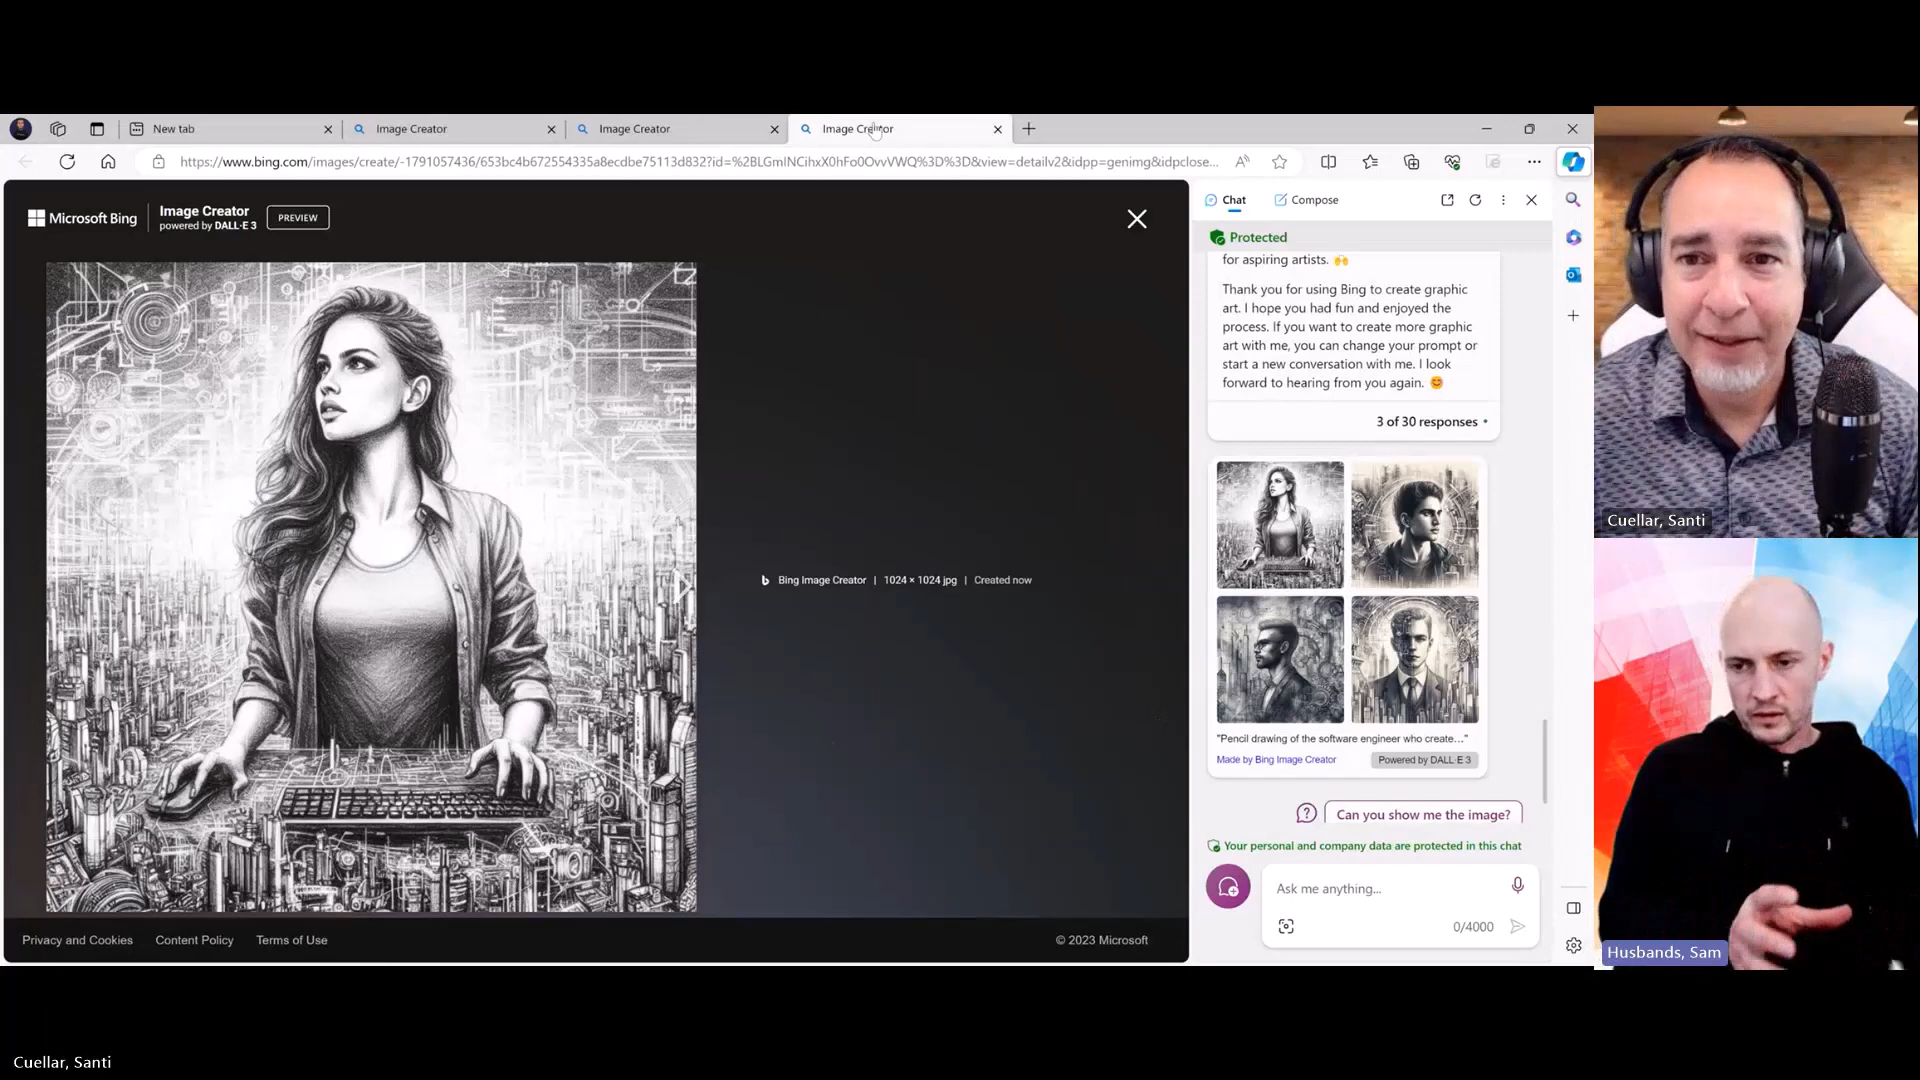 New tab
Image Creator
Image Creator
Image Creator
https://www.bing.com/images/create/-1791057436/653bc4b672554335a8ecdbe75113d832?id=%2BLGmINCihxX0hFo0OvvVWQ%3D%3D&view=detailv2&idpp=genimg&idpclose...
Microsoft Bing
Image Creator
powered by DALL·E 3
PREVIEW
Bing Image Creator | 1024 × 1024 jpg | Created now
Privacy and Cookies
Content Policy
Terms of Use
© 2023 Microsoft
Chat
Compose
Protected
for aspiring artists. 🙌
Thank you for using Bing to create graphic
art. I hope you had fun and enjoyed the
process. If you want to create more graphic
art with me, you can change your prompt or
start a new conversation with me. I look
forward to hearing from you again. 😊
3 of 30 responses
"Pencil drawing of the software engineer who create…"
Made by Bing Image Creator
Powered by DALL·E 3
Can you show me the image?
Your personal and company data are protected in this chat
Ask me anything...
0/4000
Cuellar, Santi
Husbands, Sam
Cuellar, Santi